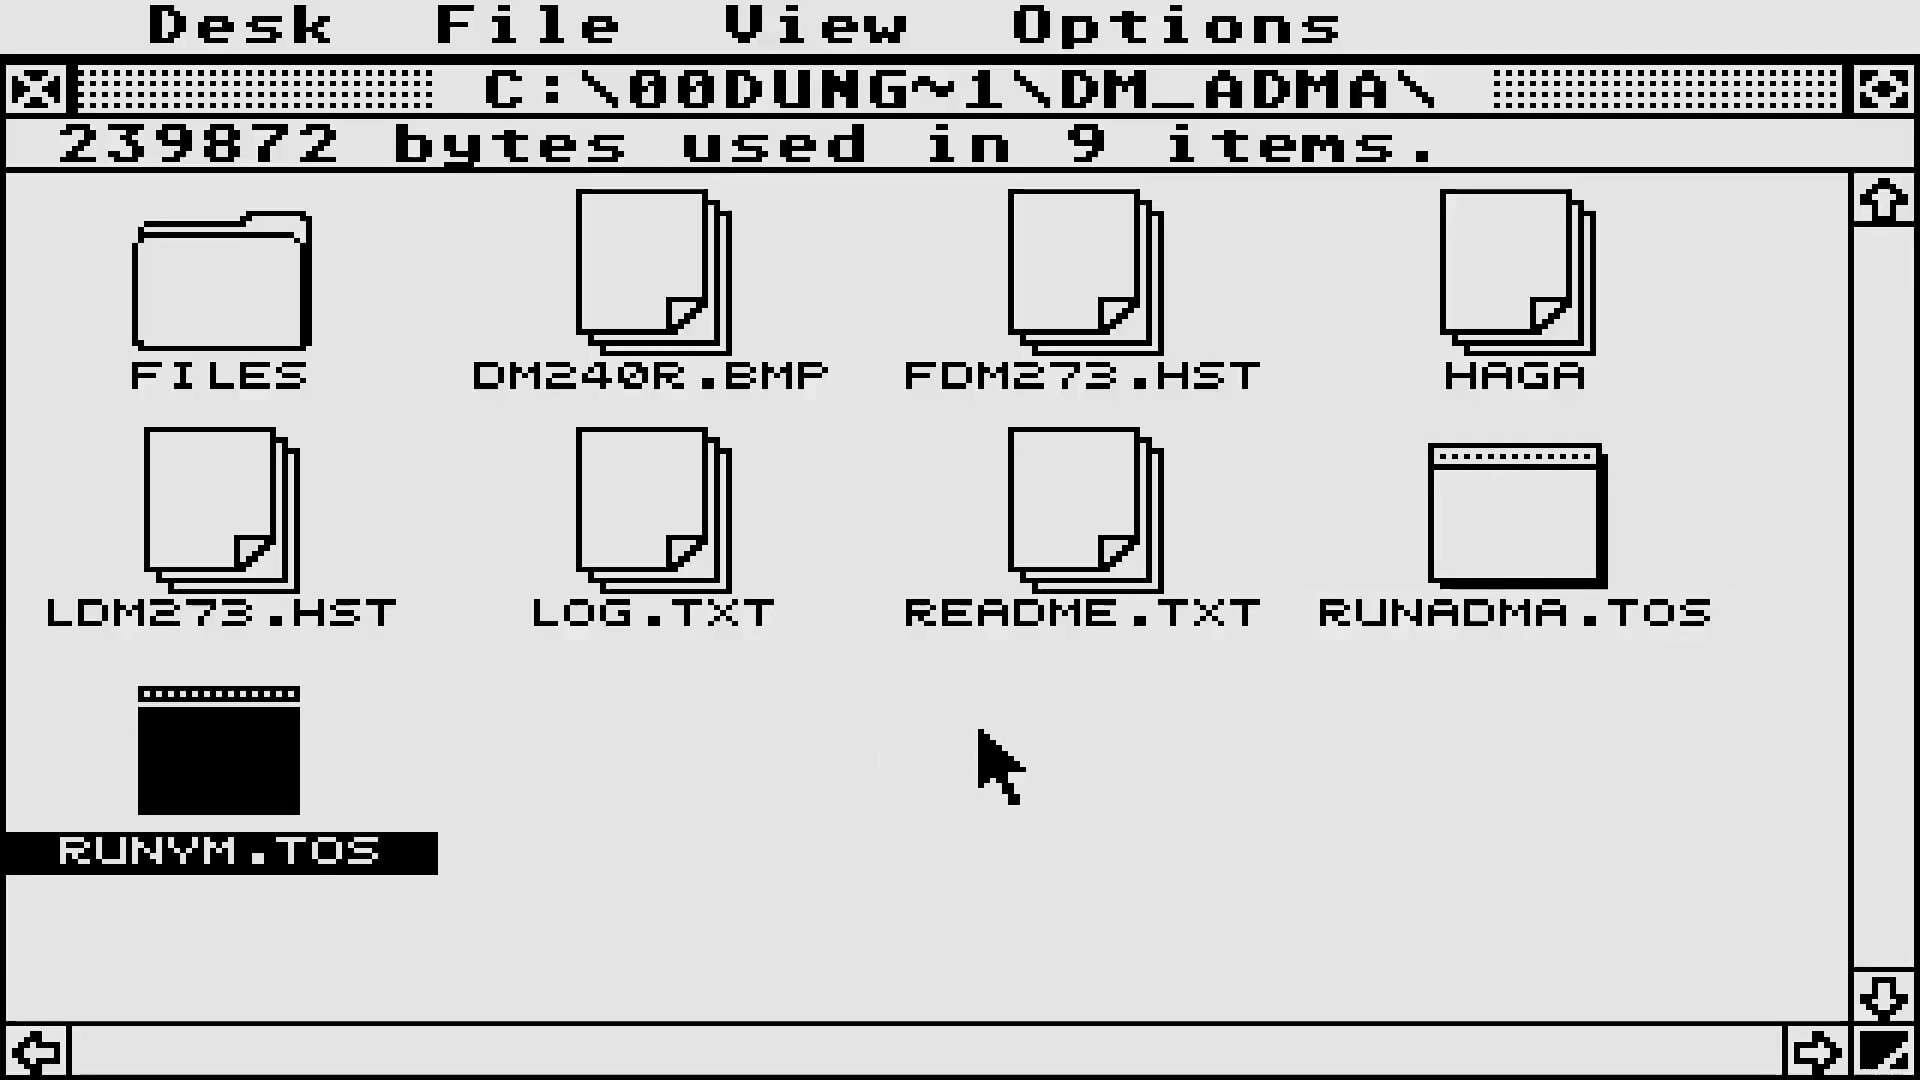 Desk File View Options
C:\00DUNG~1\DM_ADMA\
239872 bytes used in 9 items.
FILES DM240R.BMP FDM273.HST HAGA
LDM273.HST LOG.TXT README.TXT RUNADMA.TOS
RUNYM.TOS